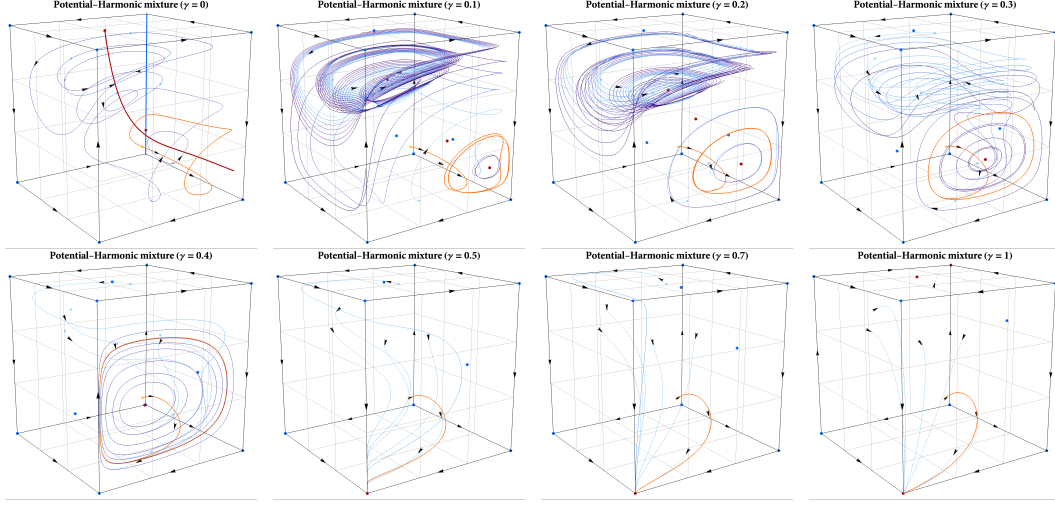 Potential–Harmonic mixture (γ = 0)
Potential–Harmonic mixture (γ = 0.1)
Potential–Harmonic mixture (γ = 0.2)
Potential–Harmonic mixture (γ = 0.3)
Potential–Harmonic mixture (γ = 0.4)
Potential–Harmonic mixture (γ = 0.5)
Potential–Harmonic mixture (γ = 0.7)
Potential–Harmonic mixture (γ = 1)